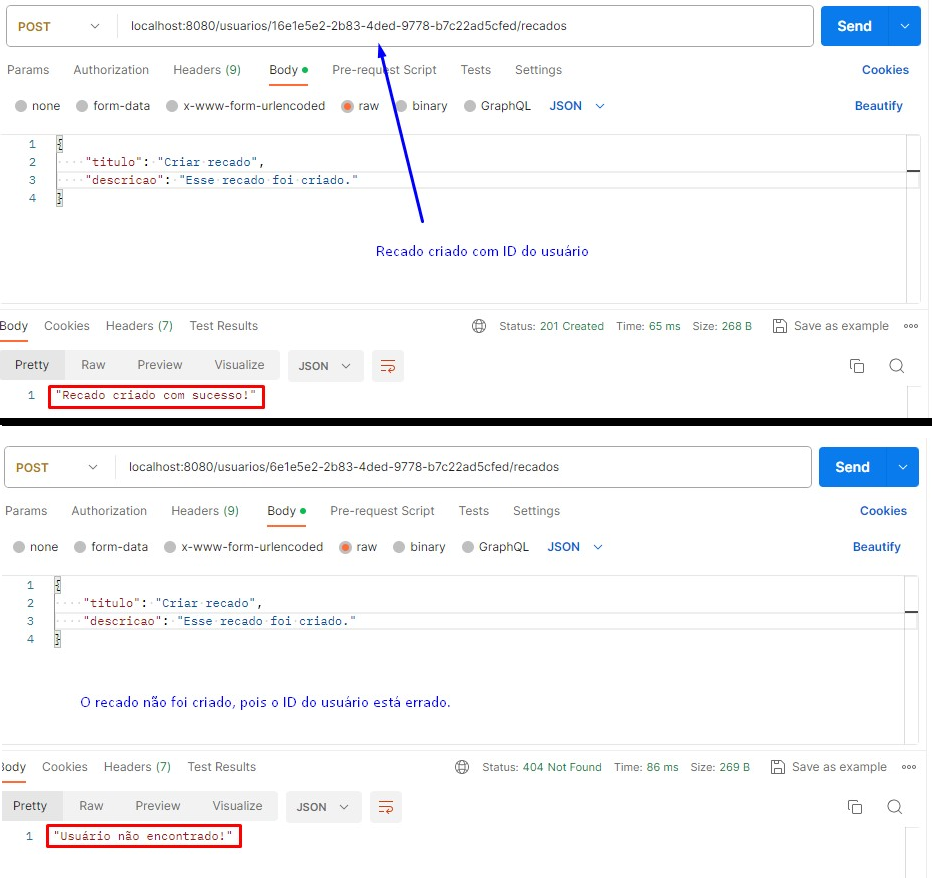 POST localhost:8080/usuarios/16e1e5e2-2b83-4ded-9778-b7c22ad5cfed/recados Send
Params Authorization Headers (9) Body Pre-request Script Tests Settings Cookies
none form-data x-www-form-urlencoded raw binary GraphQL JSON Beautify
1 {
2 "titulo": "Criar recado",
3 "descricao": "Esse recado foi criado."
4 }
Recado criado com ID do usuário
Body Cookies Headers (7) Test Results Status: 201 Created Time: 65 ms Size: 268 B Save as example
Pretty Raw Preview Visualize JSON
1 "Recado criado com sucesso!"
POST localhost:8080/usuarios/6e1e5e2-2b83-4ded-9778-b7c22ad5cfed/recados Send
Params Authorization Headers (9) Body Pre-request Script Tests Settings Cookies
none form-data x-www-form-urlencoded raw binary GraphQL JSON Beautify
1 {
2 "titulo": "Criar recado",
3 "descricao": "Esse recado foi criado."
4 }
O recado não foi criado, pois o ID do usuário está errado.
Body Cookies Headers (7) Test Results Status: 404 Not Found Time: 86 ms Size: 269 B Save as example
Pretty Raw Preview Visualize JSON
1 "Usuário não encontrado!"